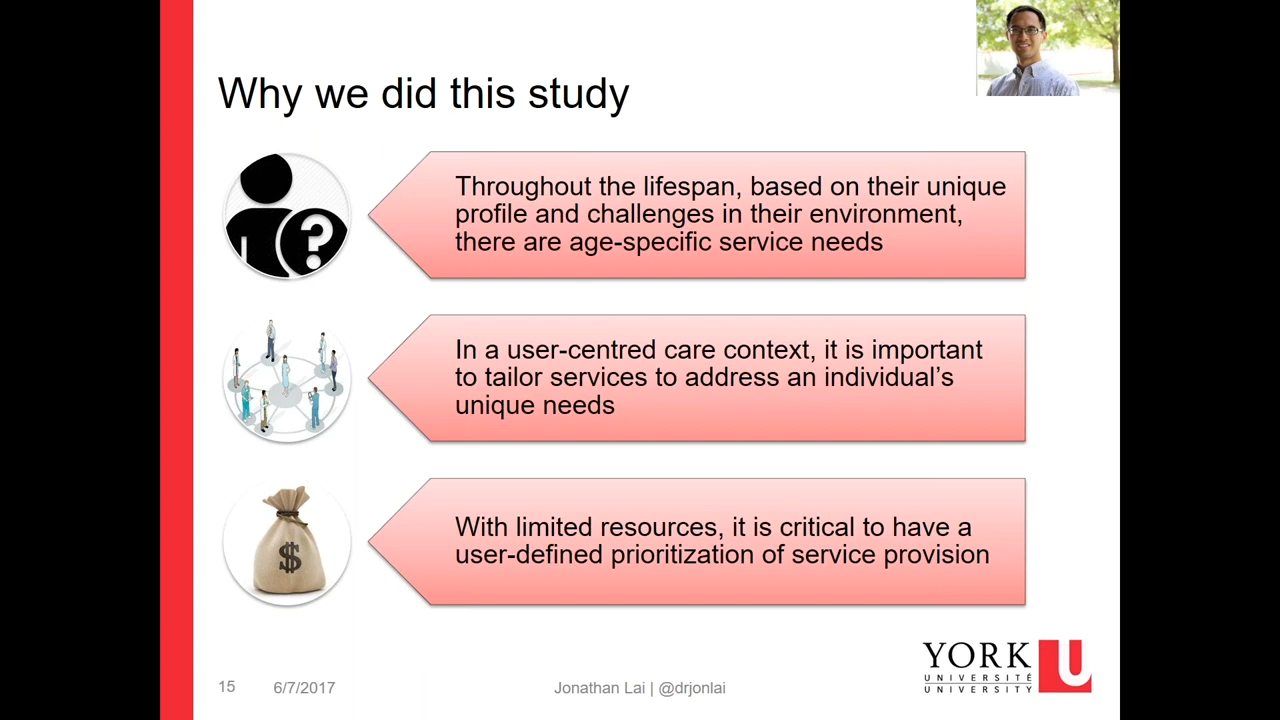 Why we did this study
?
Throughout the lifespan, based on their unique
profile and challenges in their environment,
there are age-specific service needs
In a user-centred care context, it is important
to tailor services to address an individual’s
unique needs
$
With limited resources, it is critical to have a
user-defined prioritization of service provision
YORK U
UNIVERSITÉ
UNIVERSITY
15 6/7/2017 Jonathan Lai | @drjonlai